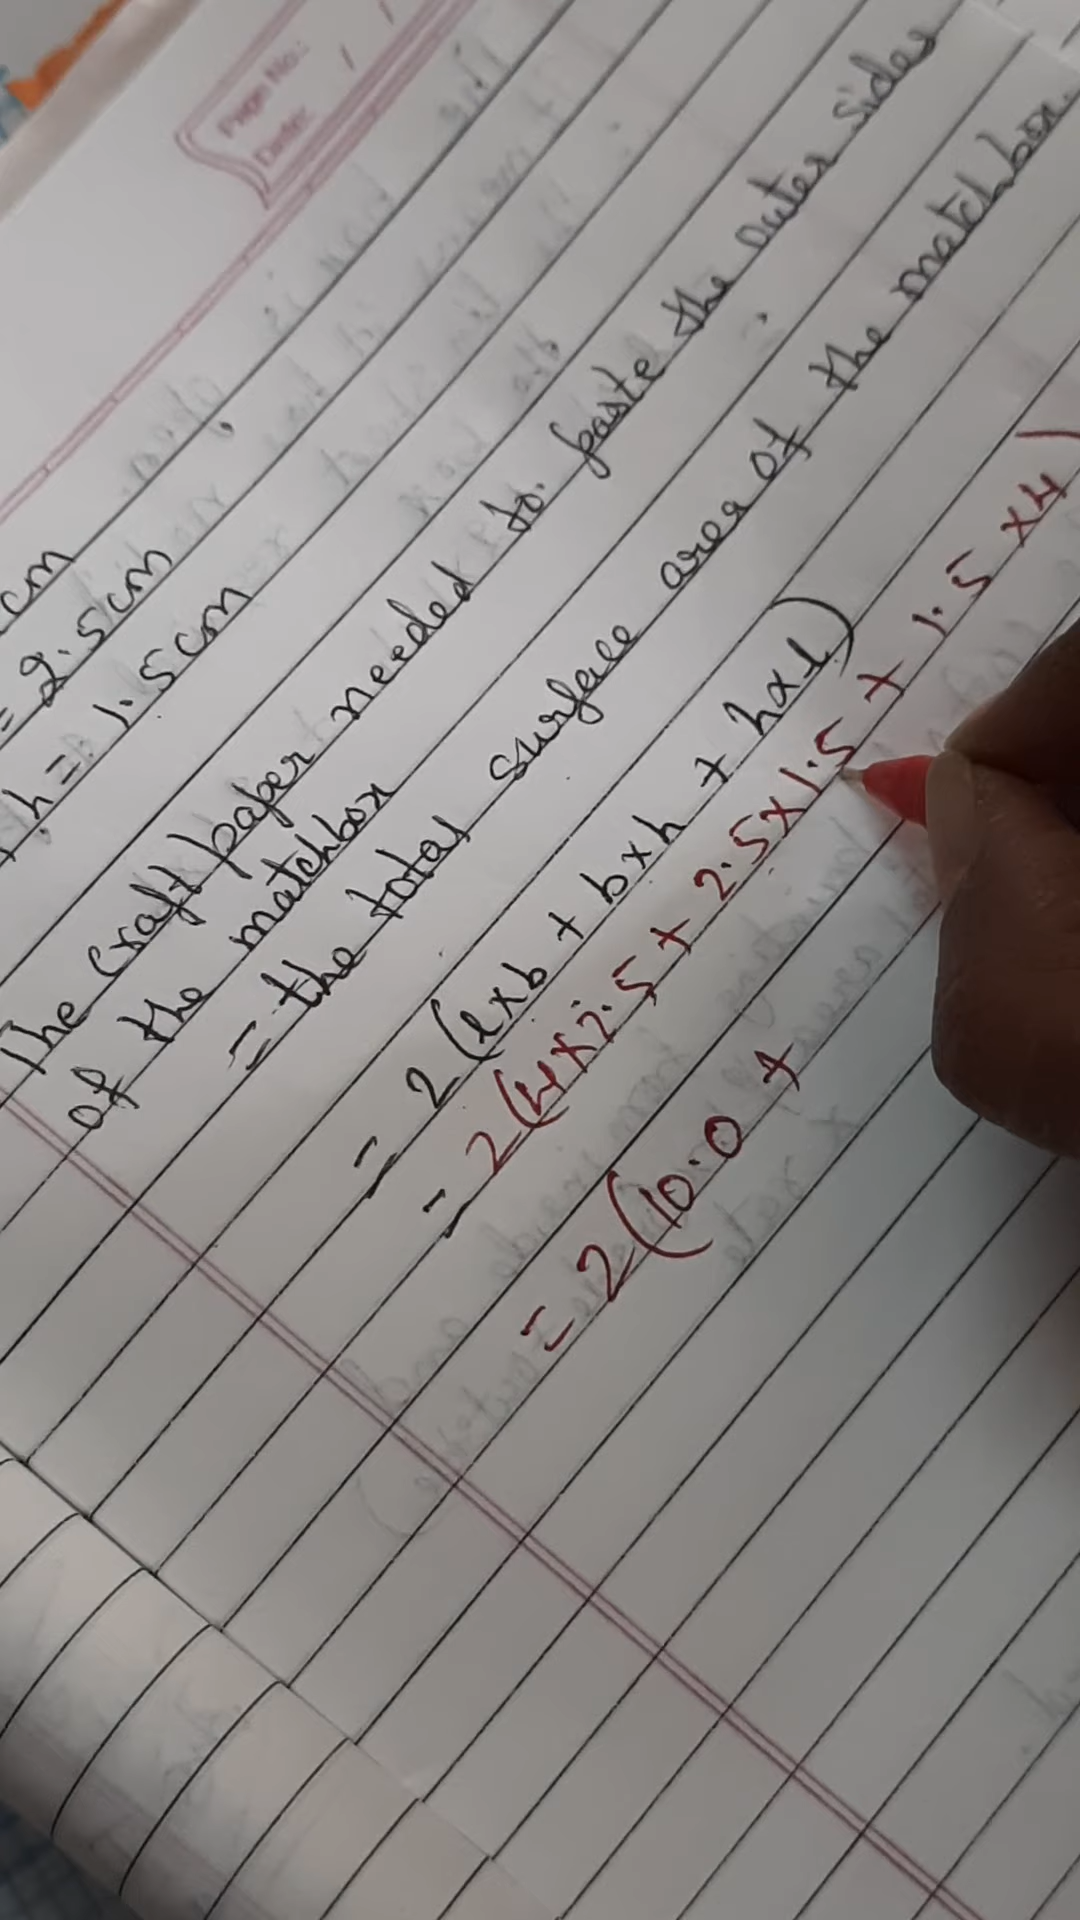 Page No:
Date:
cm
= 2.5 cm
, h = 1.5 cm
The craft paper needed to paste the outer sides
of the matchbox
= the total surface area of the matchbox.
= 2 (l×b + b×h + h×l)
= 2(4×2.5 + 2.5×1.5 + 1.5 ×4)
= 2(10.0 +